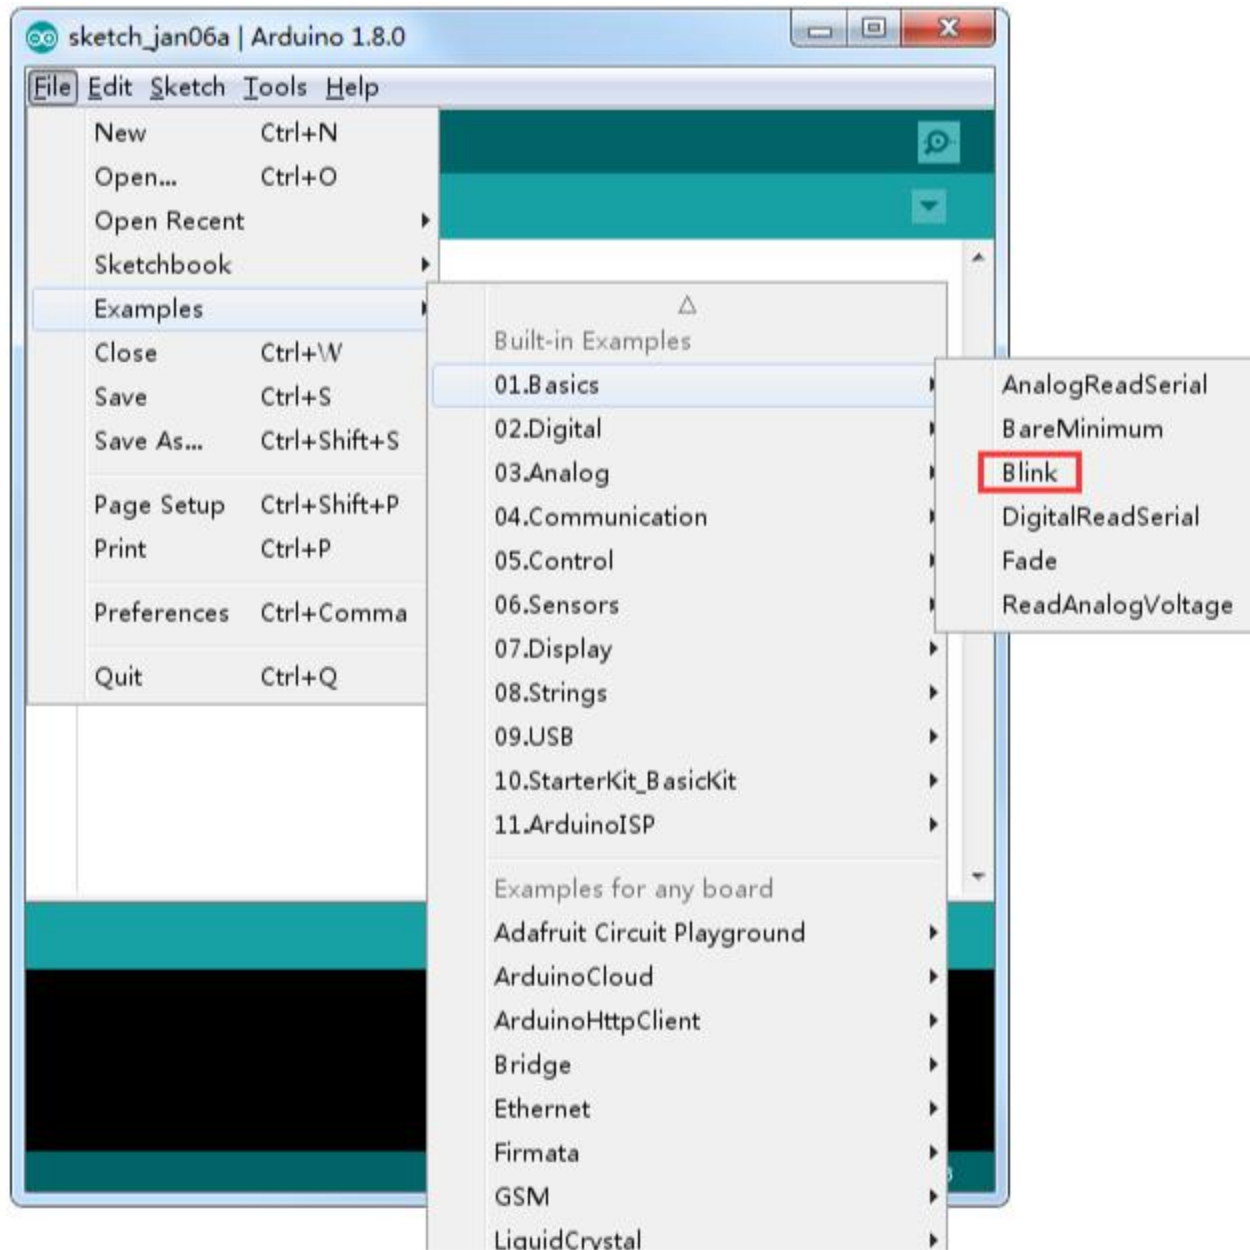 sketch_jan06a | Arduino 1.8.0
File Edit Sketch Tools Help
New Ctrl+N
Open... Ctrl+O
Open Recent
Sketchbook
Examples
Close Ctrl+W
Save Ctrl+S
Save As... Ctrl+Shift+S
Page Setup Ctrl+Shift+P
Print Ctrl+P
Preferences Ctrl+Comma
Quit Ctrl+Q
Built-in Examples
01.Basics
02.Digital
03.Analog
04.Communication
05.Control
06.Sensors
07.Display
08.Strings
09.USB
10.StarterKit_BasicKit
11.ArduinoISP
Examples for any board
Adafruit Circuit Playground
ArduinoCloud
ArduinoHttpClient
Bridge
Ethernet
Firmata
GSM
LiquidCrystal
AnalogReadSerial
BareMinimum
Blink
DigitalReadSerial
Fade
ReadAnalogVoltage